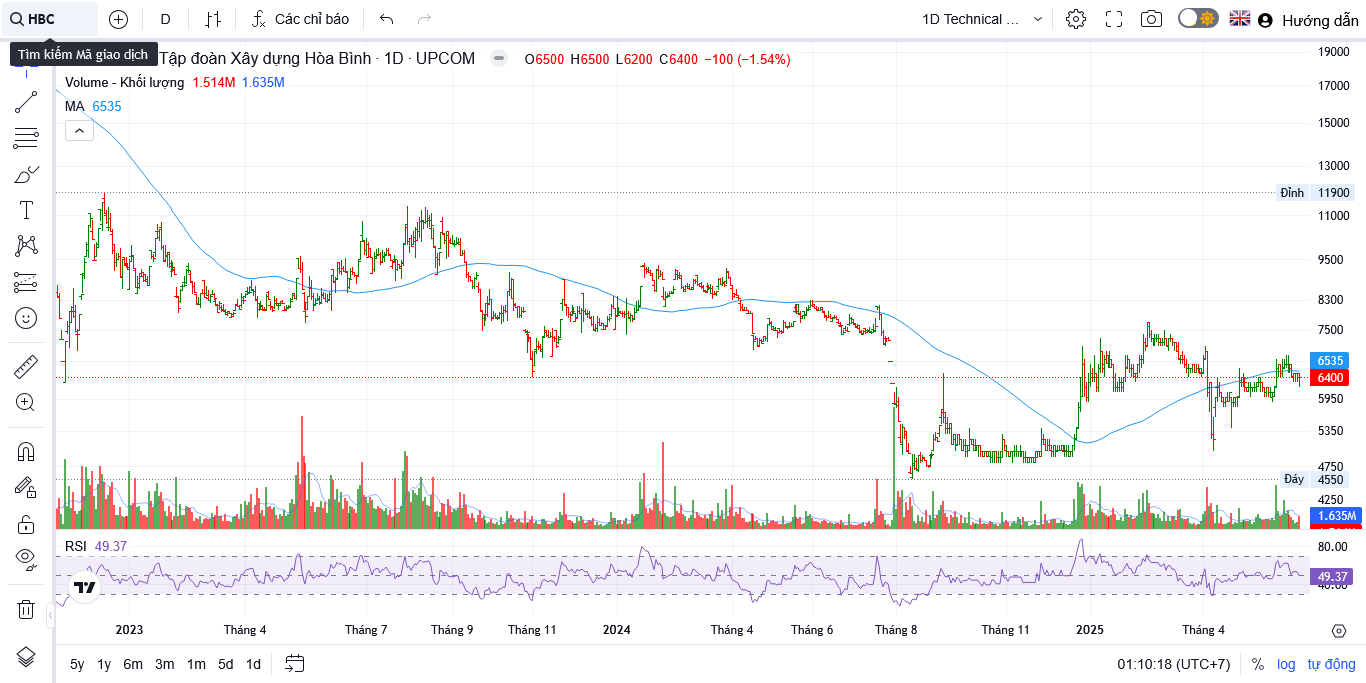 HBC
D
Các chỉ báo
1D Technical ...
Hướng dẫn
Tìm kiếm Mã giao dịch
Tập đoàn Xây dựng Hòa Bình · 1D · UPCOM
O6500 H6500 L6200 C6400 −100 (−1.54%)
Volume - Khối lượng 1.514M 1.635M
MA 6535
19000
17000
15000
13000
Đỉnh 11900
11000
9500
8300
7500
6535
6400
5950
5350
4750
Đáy 4550
4250
1.635M
RSI 49.37
80.00
49.37
40.00
2023
Tháng 4
Tháng 7
Tháng 9
Tháng 11
2024
Tháng 4
Tháng 6
Tháng 8
Tháng 11
2025
Tháng 4
5y 1y 6m 3m 1m 5d 1d
01:10:18 (UTC+7)
% log tự động